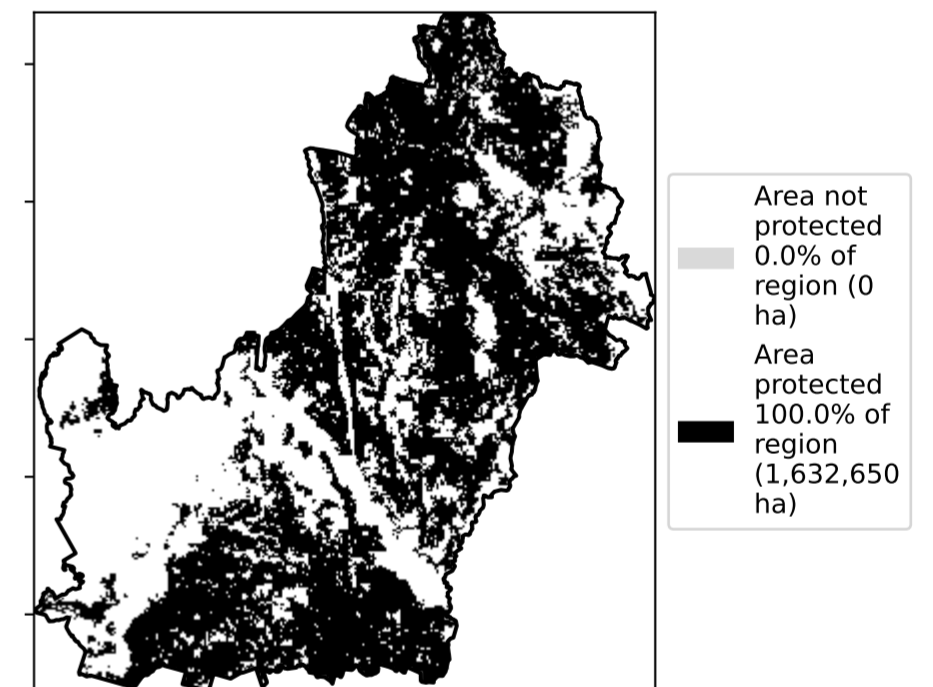 Area not
protected
0.0% of
region (0
ha)
Area
protected
100.0% of
region
(1,632,650
ha)